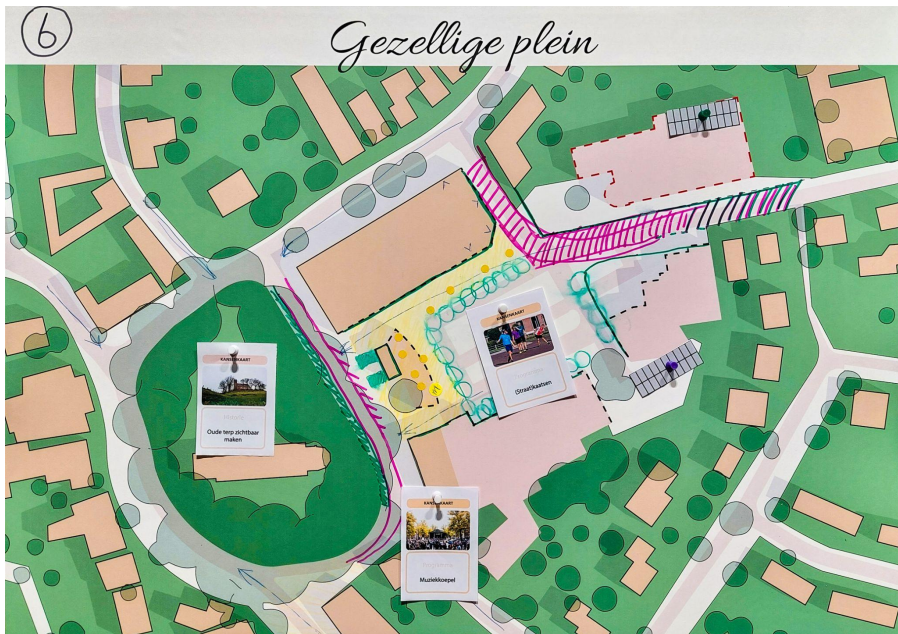 6
Gezellige plein
KANSENKAART
Oude terp zichtbaar
maken
KANSENKAART
(Straat)kaatsen
KANSENKAART
Muziekkoepel